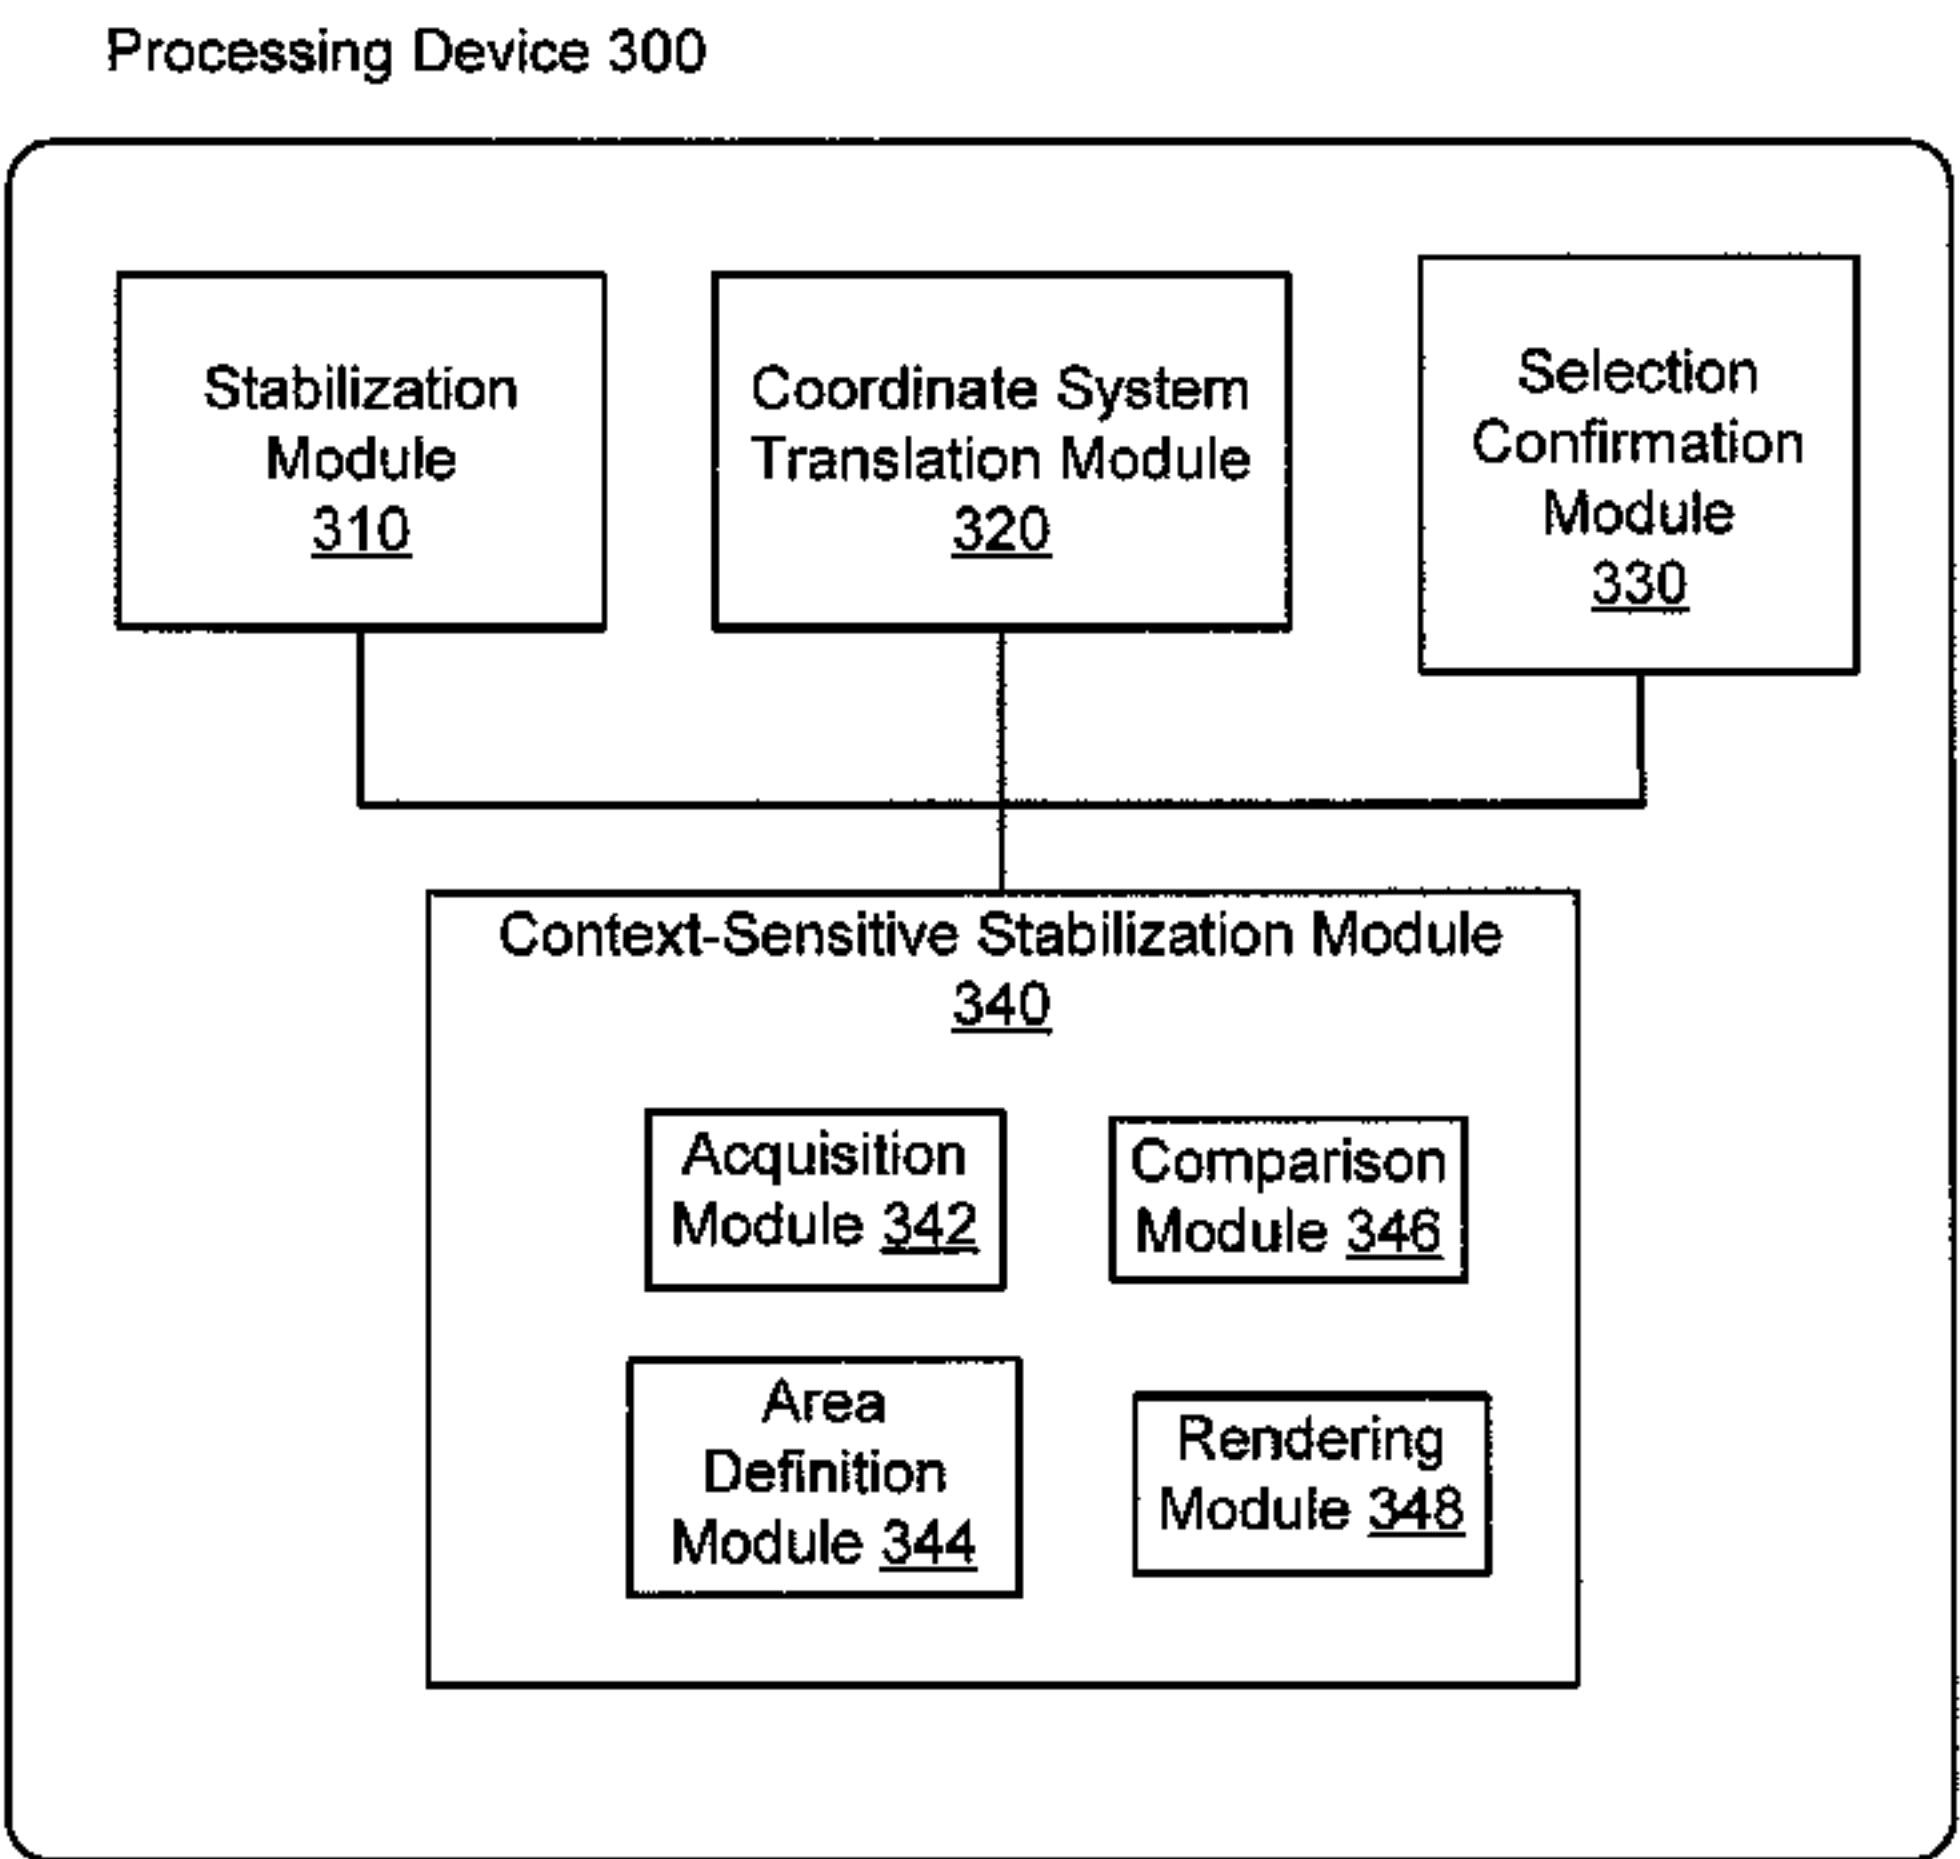 Processing Device 300
Stabilization
Module
310
Coordinate System
Translation Module
320
Selection
Confirmation
Module
330
Context-Sensitive Stabilization Module
340
Acquisition
Module 342
Comparison
Module 346
Area
Definition
Module 344
Rendering
Module 348